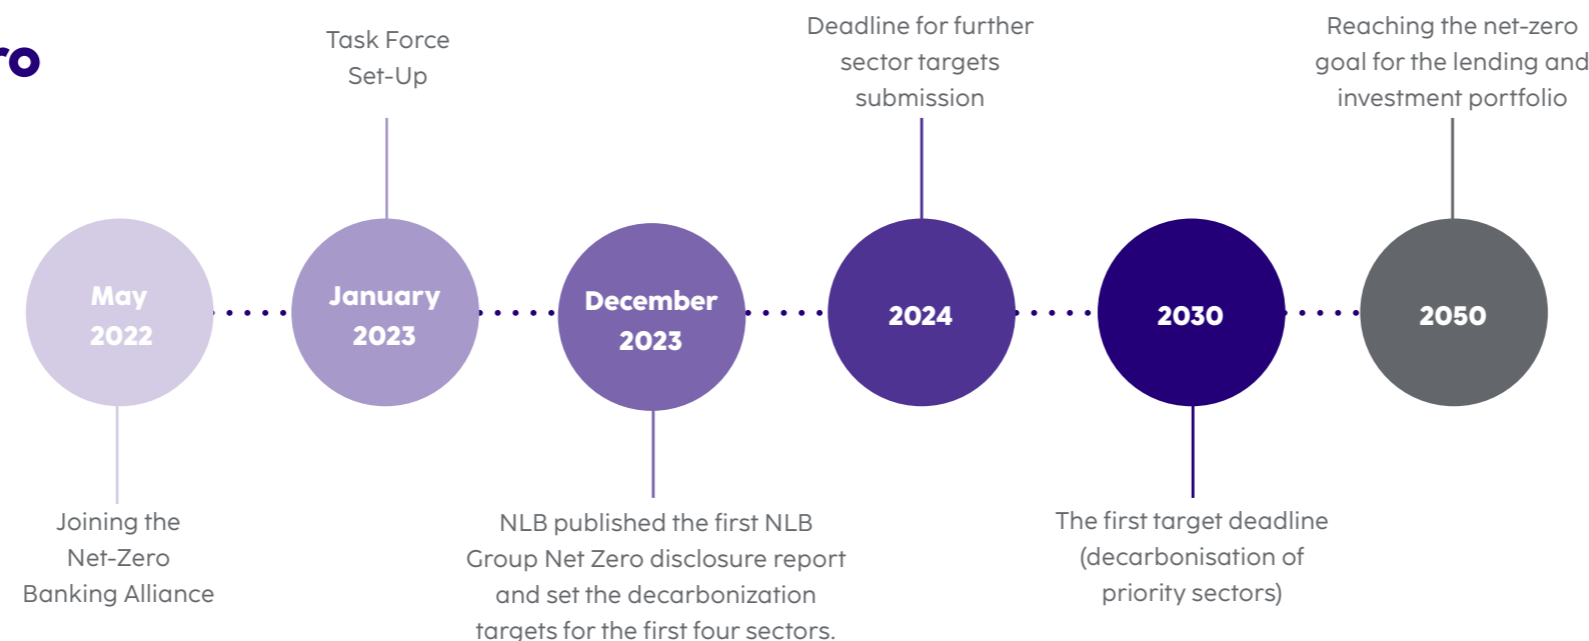 ro
Task Force
Set-Up
Deadline for further
sector targets
submission
Reaching the net-zero
goal for the lending and
investment portfolio
May
2022
January
2023
December
2023
2024
2030
2050
Joining the
Net-Zero
Banking Alliance
NLB published the first NLB
Group Net Zero disclosure report
and set the decarbonization
targets for the first four sectors.
The first target deadline
(decarbonisation of
priority sectors)